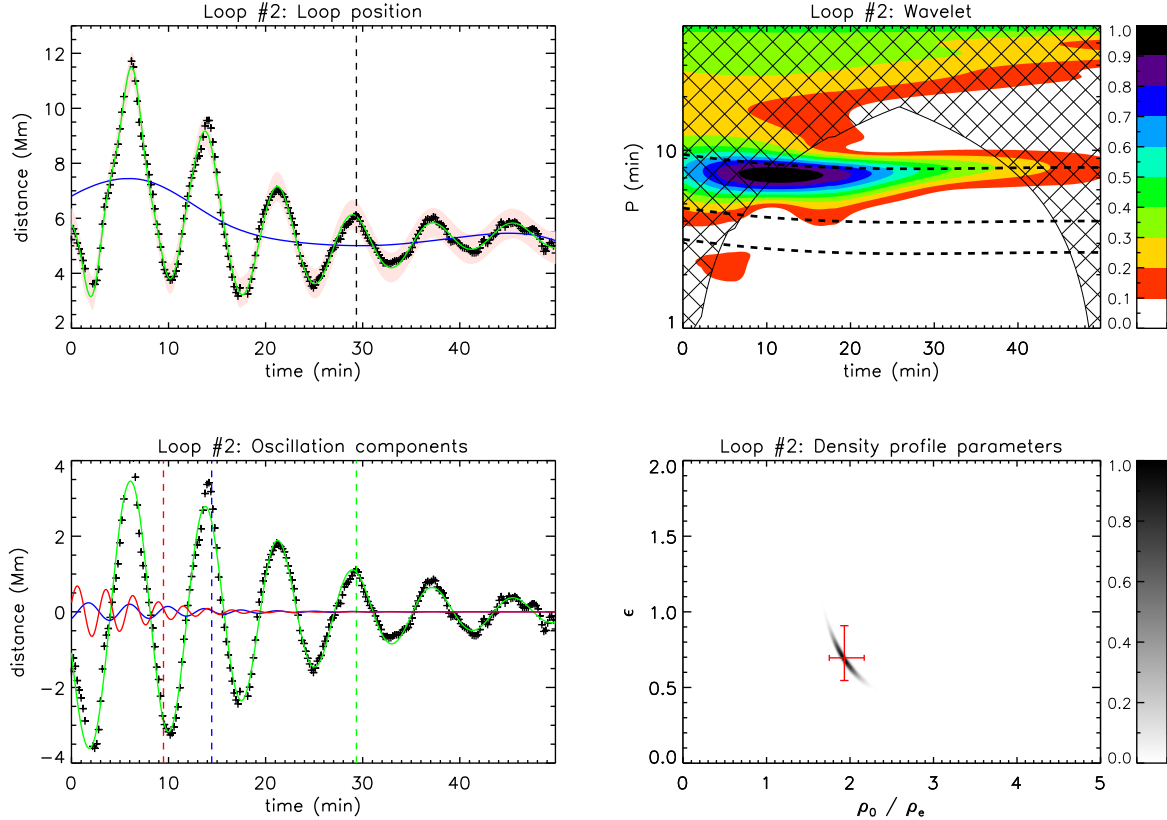 Loop #2: Loop position
distance (Mm)
12
10
8
6
4
2
0 10 20 30 40
time (min)
Loop #2: Wavelet
P (min)
10
1
0 10 20 30 40
time (min)
1.0
0.9
0.8
0.7
0.6
0.5
0.4
0.3
0.2
0.1
0.0
Loop #2: Oscillation components
distance (Mm)
4
2
0
-2
-4
0 10 20 30 40
time (min)
Loop #2: Density profile parameters
ϵ
2.0
1.5
1.0
0.5
0.0
0 1 2 3 4 5
ρ0 / ρe
1.0
0.8
0.6
0.4
0.2
0.0